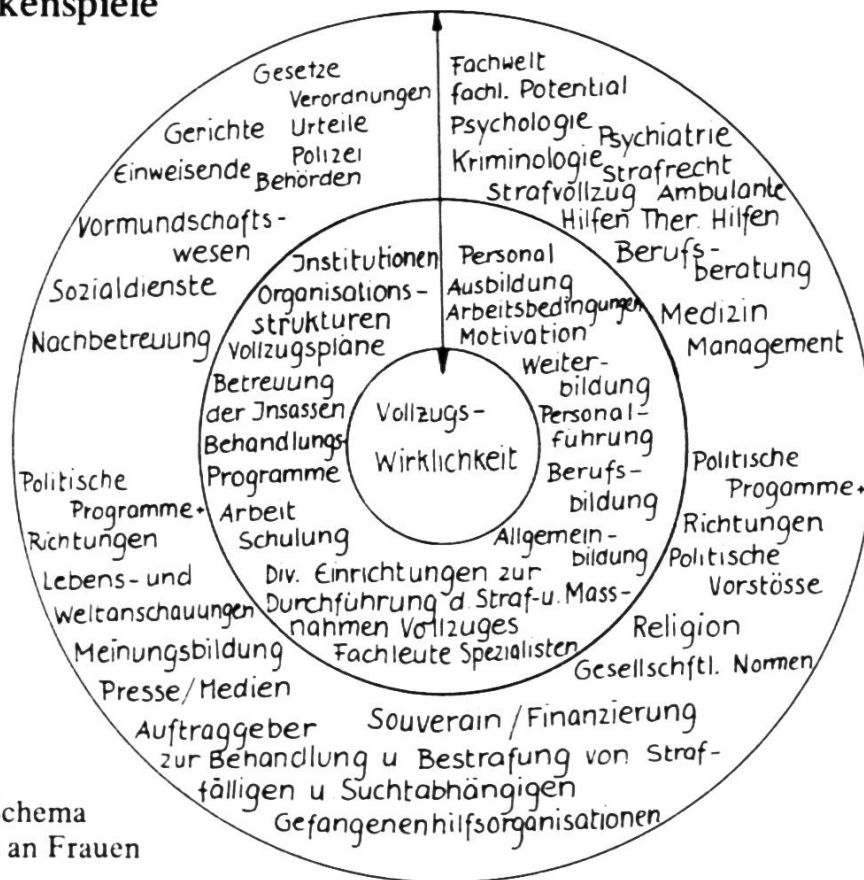 kenspiele
Gesetze
Verordnungen
Gerichte Urteile
Einweisende Polizei
Behörden
Vormundschafts-
wesen
Sozialdienste
Nachbetreuung
Fachwelt
fachl. Potential
Psychologie Psychiatrie
Kriminologie Strafrecht
Strafvollzug Ambulante
Hilfen Ther. Hilfen
Berufs-
beratung
Medizin
Management
Institutionen
Organisations-
strukturen
Vollzugspläne
Betreuung
der Insassen
Behandlungs-
Programme
Arbeit
Schulung
Personal
Ausbildung
Arbeitsbedingungen
Motivation
Weiter-
bildung
Personal-
führung
Berufs-
bildung
Allgemein-
bildung
Vollzugs-
Wirklichkeit
Div. Einrichtungen zur
Durchführung d. Straf-u. Mass-
nahmen Vollzuges
Fachleute Spezialisten
Politische
Programme+
Richtungen
Lebens- und
Weltanschauungen
Meinungsbildung
Presse/Medien
Politische
Progamme+
Richtungen
Politische
Vorstösse
Religion
Gesellschftl. Normen
Auftraggeber Souverain / Finanzierung
zur Behandlung u Bestrafung von Straf-
fälligen u Suchtabhängigen
Gefangenenhilfsorganisationen
chema
an Frauen